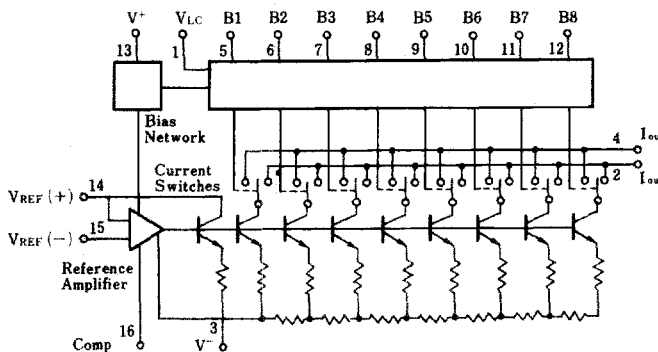 V+ VLC B1 B2 B3 B4 B5 B6 B7 B8
13 1 5 6 7 8 9 10 11 12
Bias
Network
4 Iou
Current
Switches
2 Iou
VREF (+) 14
VREF (−) 15
Reference
Amplifier
16 3
Comp V−